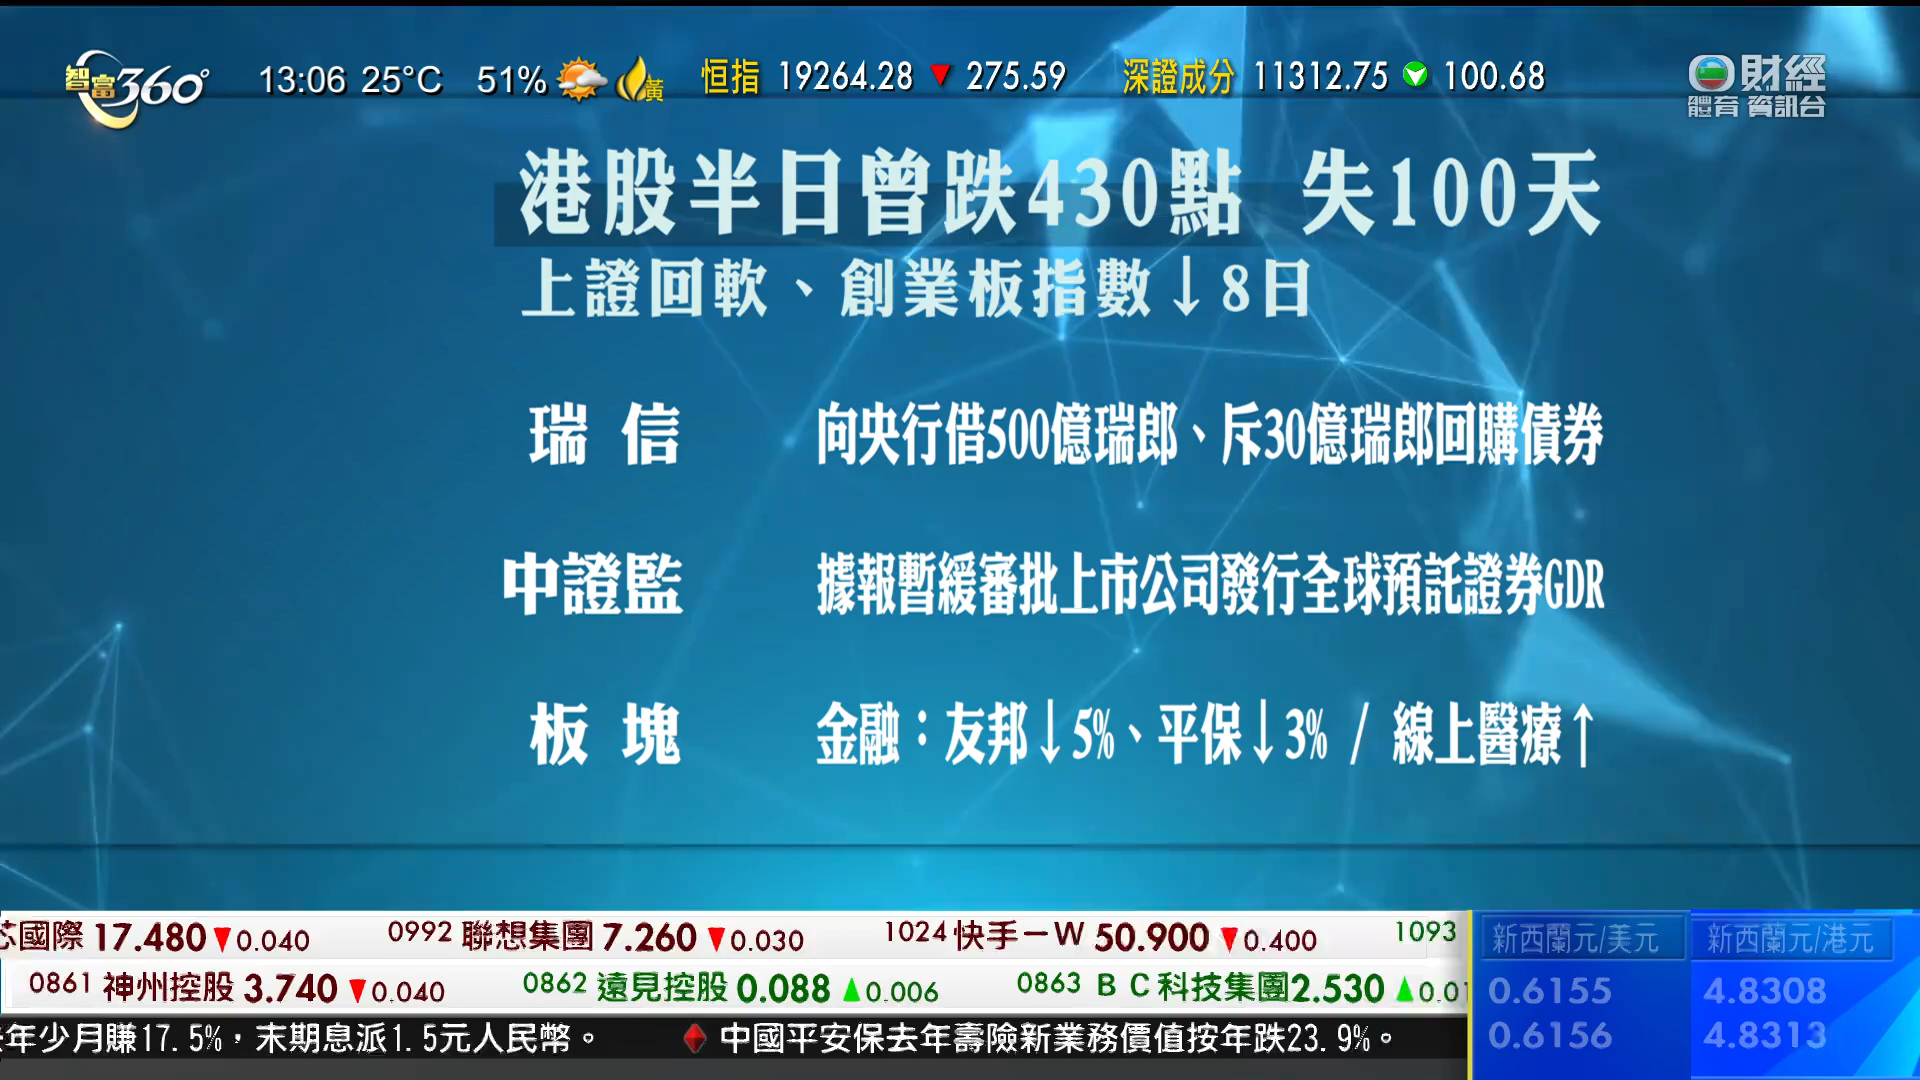 智富360°
13:06 25°C 51% 黃 恒指 19264.28 ▼ 275.59 深證成分 11312.75 100.68
財經
體育 資訊台
港股半日曾跌430點 失100天
上證回軟、創業板指數↓8日
瑞信 向央行借500億瑞郎、斥30億瑞郎回購債券
中證監 據報暫緩審批上市公司發行全球預託證券GDR
板塊 金融：友邦↓5%、平保↓3% / 線上醫療↑
芯國際 17.480 ▼0.040 0992 聯想集團 7.260 ▼0.030 1024 快手－W 50.900 ▼0.400 1093
0861 神州控股 3.740 ▼0.040 0862 遠見控股 0.088 ▲0.006 0863 ＢＣ科技集團 2.530 ▲0.01
年少月賺17.5%，末期息派1.5元人民幣。 ♦ 中國平安保去年壽險新業務價值按年跌23.9%。
新西蘭元/美元 新西蘭元/港元
0.6155 4.8308
0.6156 4.8313